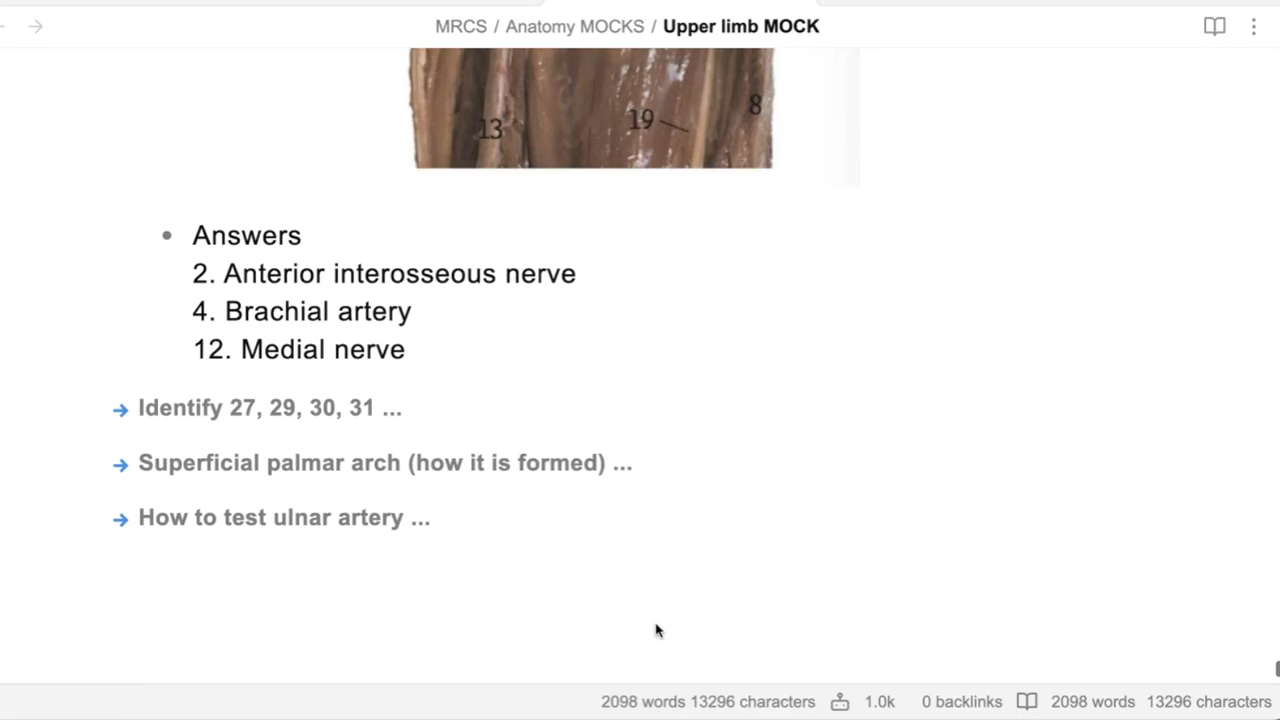 MRCS / Anatomy MOCKS / Upper limb MOCK
13
19
8
Answers
2. Anterior interosseous nerve
4. Brachial artery
12. Medial nerve
Identify 27, 29, 30, 31 ...
Superficial palmar arch (how it is formed) ...
How to test ulnar artery ...
2098 words 13296 characters 1.0k 0 backlinks 2098 words 13296 characters